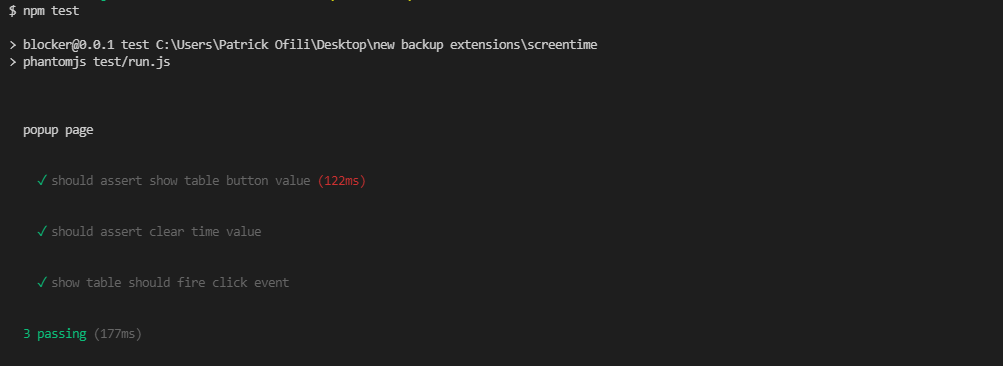 $ npm test
> blocker@0.0.1 test C:\Users\Patrick Ofili\Desktop\new backup extensions\screentime
> phantomjs test/run.js
popup page
✓ should assert show table button value (122ms)
✓ should assert clear time value
✓ show table should fire click event
3 passing (177ms)